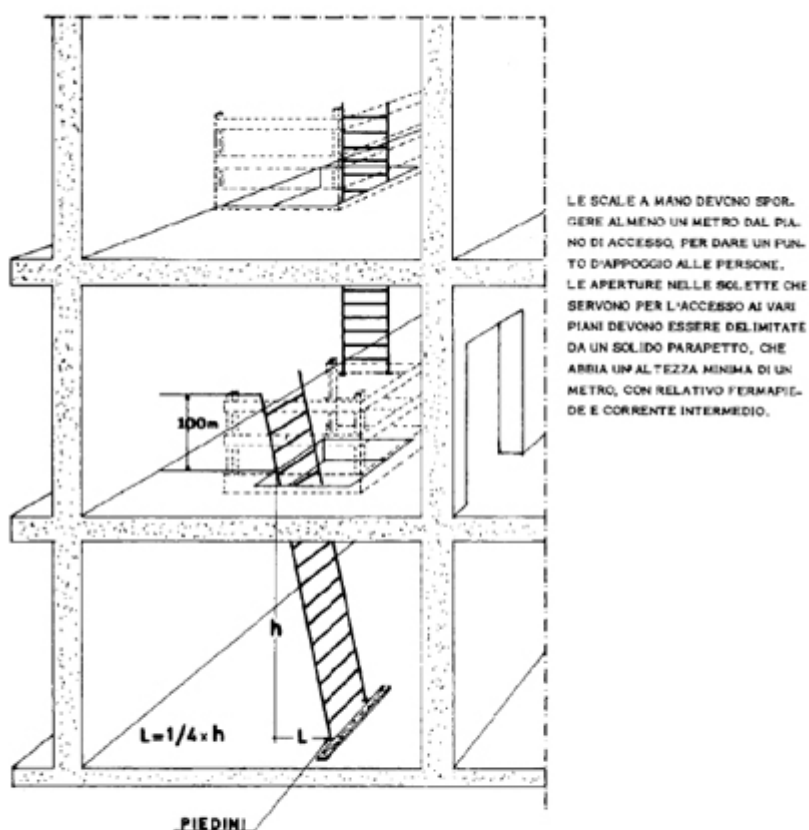 LE SCALE A MANO DEVONO SPOR-
GERE ALMENO UN METRO DAL PIA-
NO DI ACCESSO, PER DARE UN PUN-
TO D'APPOGGIO ALLE PERSONE.
LE APERTURE NELLE SOLETTE CHE
SERVONO PER L'ACCESSO AI VARI
PIANI DEVONO ESSERE DELIMITATE
DA UN SOLIDO PARAPETTO, CHE
ABBIA UN'ALTEZZA MINIMA DI UN
METRO, CON RELATIVO FERMAPIE-
DE E CORRENTE INTERMEDIO.
100m
h
L=1/4×h
L
PIEDINI